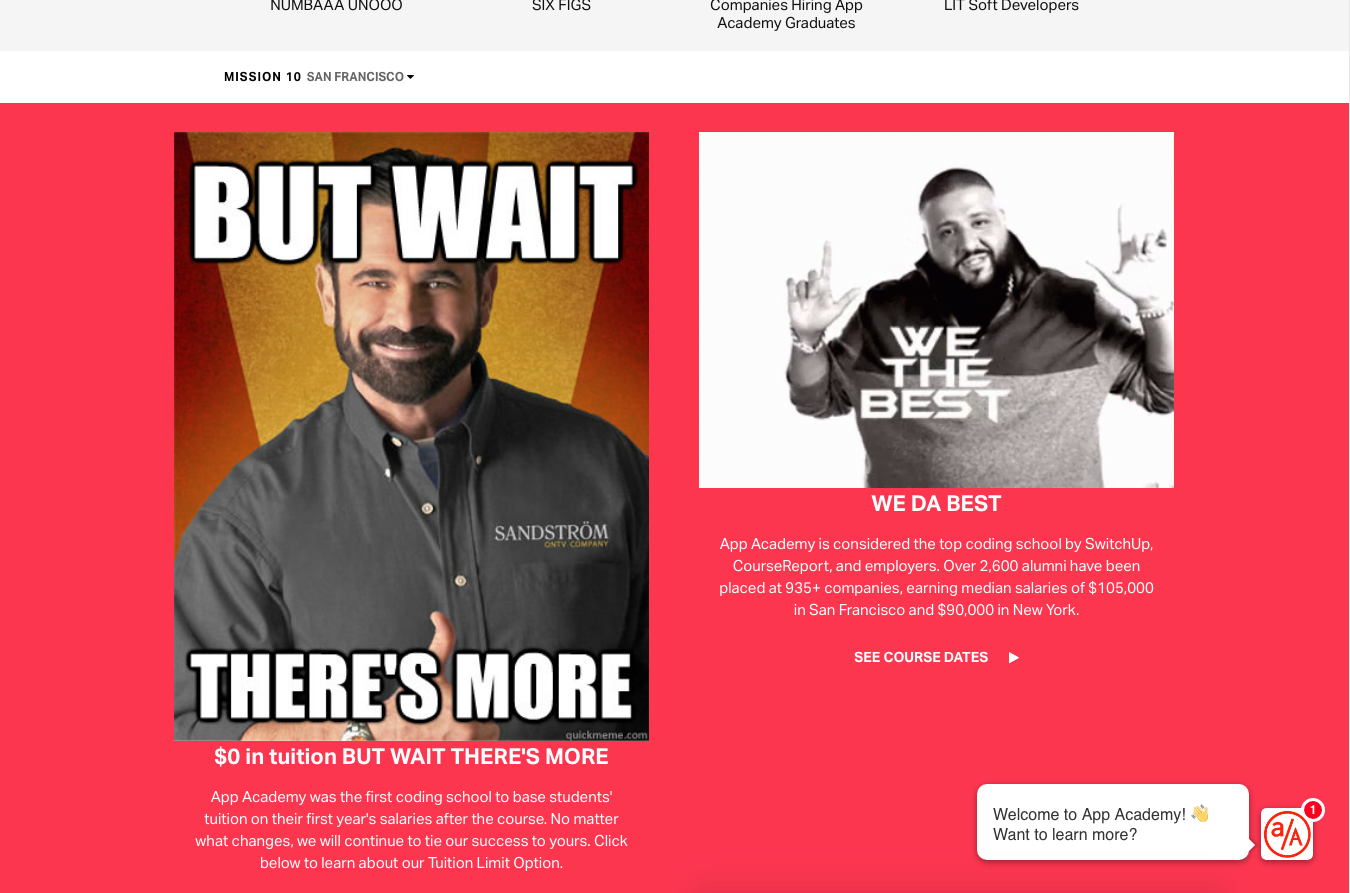 NUMBAAA UNOOO
SIX FIGS
Companies Hiring App
Academy Graduates
LIT Soft Developers
MISSION 10 SAN FRANCISCO
BUT WAIT
SANDSTRÖM
ONTV COMPANY
THERE'S MORE
quickmeme.com
$0 in tuition BUT WAIT THERE'S MORE
App Academy was the first coding school to base students'
tuition on their first year's salaries after the course. No matter
what changes, we will continue to tie our success to yours. Click
below to learn about our Tuition Limit Option.
WE
THE
BEST
WE DA BEST
App Academy is considered the top coding school by SwitchUp,
CourseReport, and employers. Over 2,600 alumni have been
placed at 935+ companies, earning median salaries of $105,000
in San Francisco and $90,000 in New York.
SEE COURSE DATES
Welcome to App Academy! 👋
Want to learn more?
1
a/A